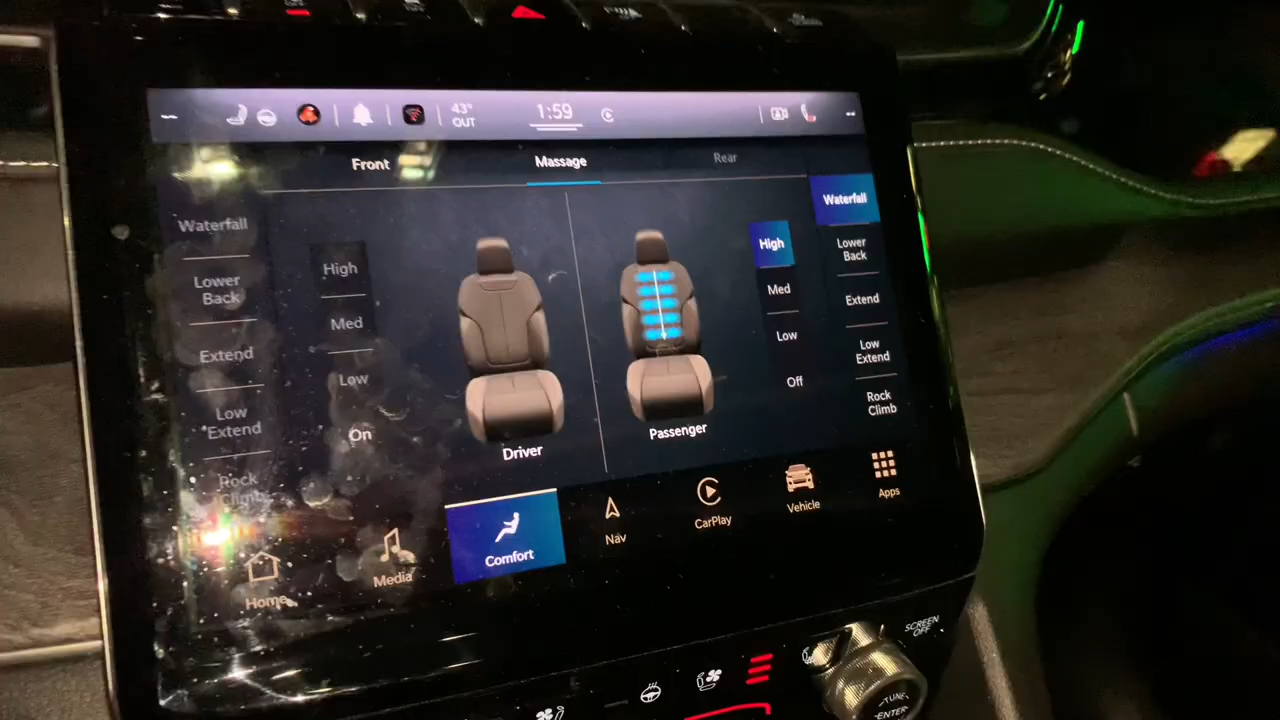 43°
OUT
1:59
Front
Massage
Rear
Waterfall
Lower
Back
Extend
Low
Extend
Rock
Climb
High
Med
Low
On
Driver
Passenger
High
Med
Low
Off
Waterfall
Lower
Back
Extend
Low
Extend
Rock
Climb
Home
Media
Comfort
Nav
CarPlay
Vehicle
Apps
SCREEN
OFF
TUNE
ENTER